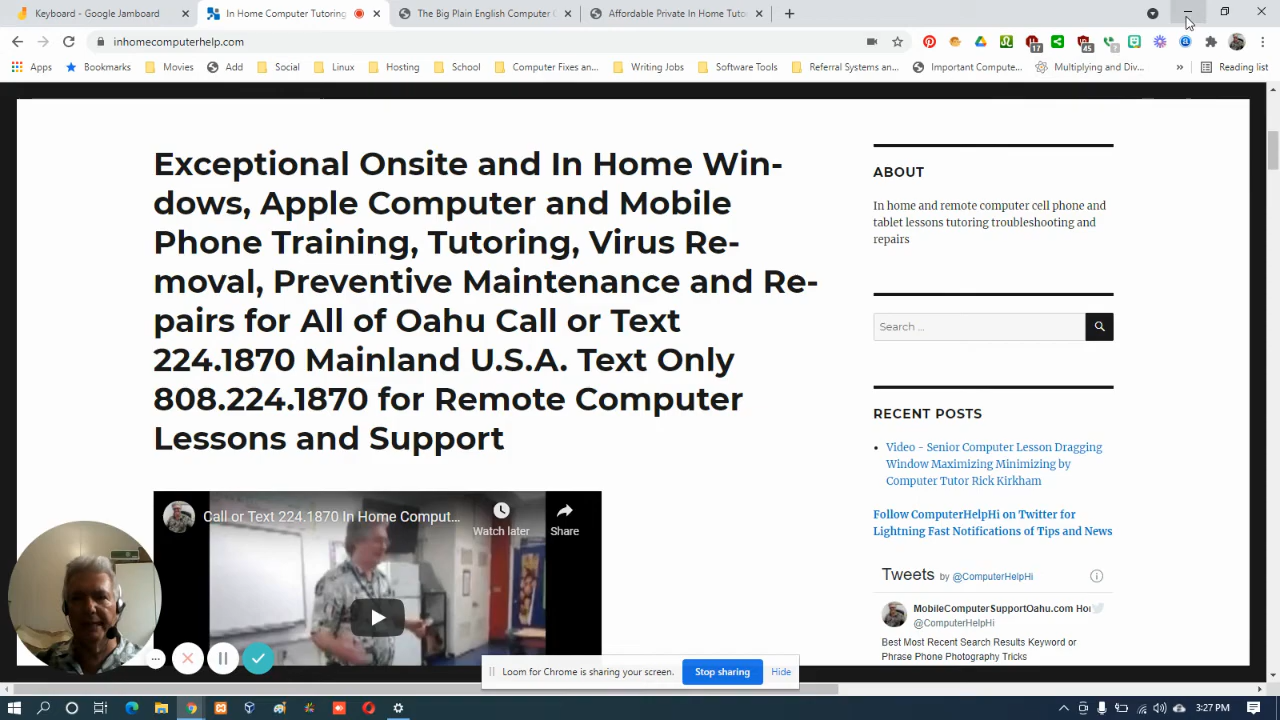 Keyboard - Google Jamboard
In Home Computer Tutoring
The Big Plain English Computer
Affordable Private In Home Tutor
inhomecomputerhelp.com
17
45
Apps
Bookmarks
Movies
Add
Social
Linux
Hosting
School
Computer Fixes an...
Writing Jobs
Software Tools
Referral Systems an...
Important Compute...
Multiplying and Div...
»
Reading list
Exceptional Onsite and In Home Win-
dows, Apple Computer and Mobile
Phone Training, Tutoring, Virus Re-
moval, Preventive Maintenance and Re-
pairs for All of Oahu Call or Text
224.1870 Mainland U.S.A. Text Only
808.224.1870 for Remote Computer
Lessons and Support
Call or Text 224.1870 In Home Comput...
Watch later
Share
ABOUT
In home and remote computer cell phone and
tablet lessons tutoring troubleshooting and
repairs
Search ...
RECENT POSTS
Video - Senior Computer Lesson Dragging
Window Maximizing Minimizing by
Computer Tutor Rick Kirkham
Follow ComputerHelpHi on Twitter for
Lightning Fast Notifications of Tips and News
Tweets by @ComputerHelpHi
MobileComputerSupportOahu.com
@ComputerHelpHi
Best Most Recent Search Results Keyword or
Phrase Phone Photography Tricks
Loom for Chrome is sharing your screen.
Stop sharing
Hide
3:27 PM